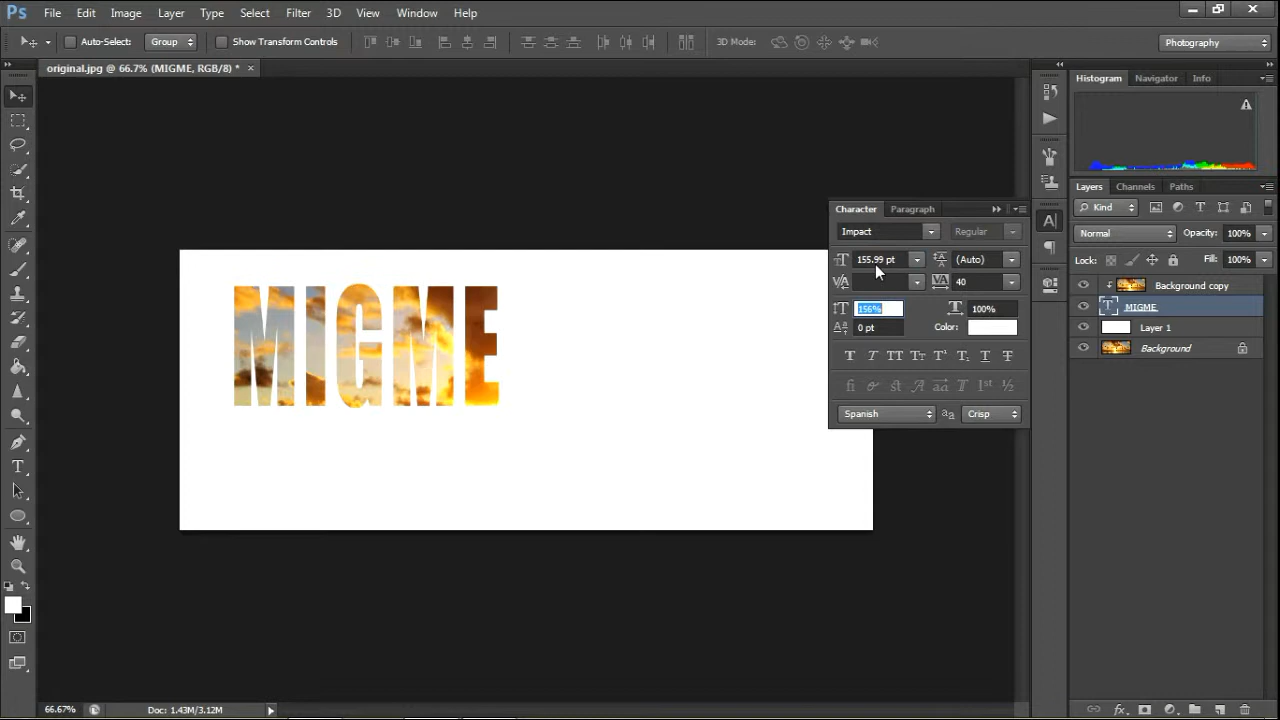 Ps File Edit Image Layer Type Select Filter 3D View Window Help
Auto-Select: Group Show Transform Controls 3D Mode: Photography
original.jpg @ 66.7% (MIGME, RGB/8) *
Histogram Navigator Info
Layers Channels Paths
Kind
Normal Opacity: 100%
Lock: Fill: 100%
Background copy
MIGME
Layer 1
Background
Character Paragraph
Impact Regular
155.99 pt (Auto)
40
156% 100%
0 pt Color:
Spanish Crisp
MIGME
66.67% Doc: 1.43M/3.12M